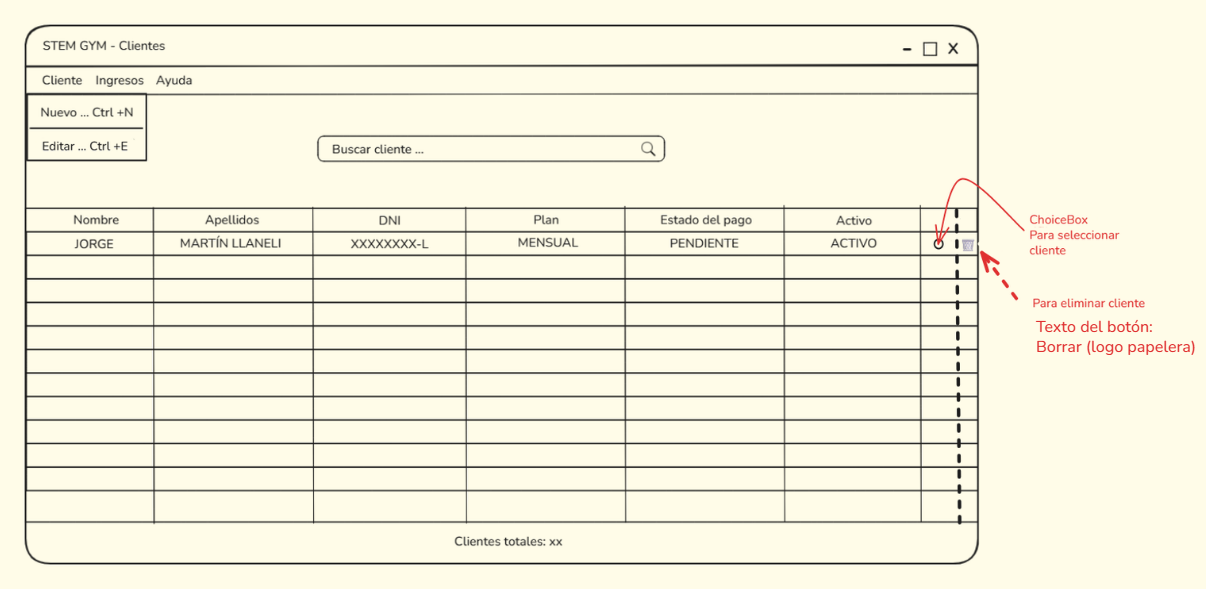 STEM GYM - Clientes
Cliente Ingresos Ayuda
Nuevo ... Ctrl +N
Editar ... Ctrl +E
Buscar cliente ...
Nombre Apellidos DNI Plan Estado del pago Activo
JORGE MARTÍN LLANELI XXXXXXXX-L MENSUAL PENDIENTE ACTIVO
Clientes totales: xx
ChoiceBox
Para seleccionar
cliente
Para eliminar cliente
Texto del botón:
Borrar (logo papelera)